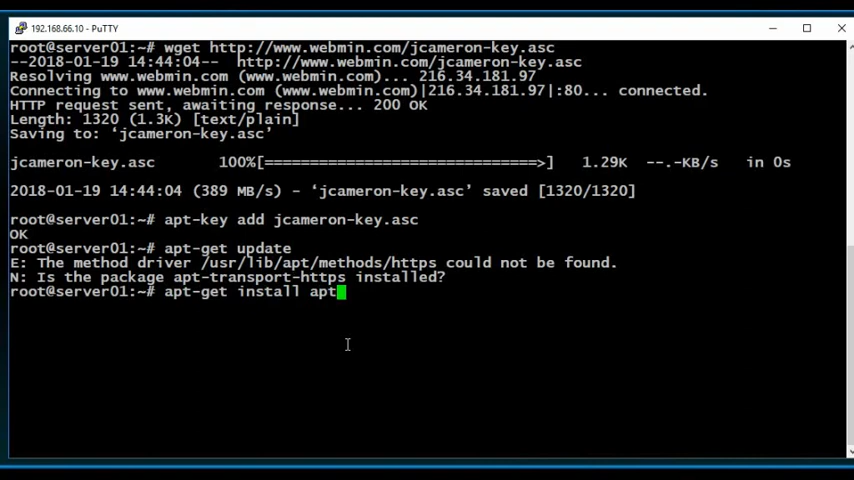 192.168.66.10 - PuTTY
root@server01:~# wget http://www.webmin.com/jcameron-key.asc
--2018-01-19 14:44:04--  http://www.webmin.com/jcameron-key.asc
Resolving www.webmin.com (www.webmin.com)... 216.34.181.97
Connecting to www.webmin.com (www.webmin.com)|216.34.181.97|:80... connected.
HTTP request sent, awaiting response... 200 OK
Length: 1320 (1.3K) [text/plain]
Saving to: ‘jcameron-key.asc’
jcameron-key.asc       100%[==============================>]   1.29K  --.-KB/s   in 0s
2018-01-19 14:44:04 (389 MB/s) - ‘jcameron-key.asc’ saved [1320/1320]
root@server01:~# apt-key add jcameron-key.asc
OK
root@server01:~# apt-get update
E: The method driver /usr/lib/apt/methods/https could not be found.
N: Is the package apt-transport-https installed?
root@server01:~# apt-get install apt